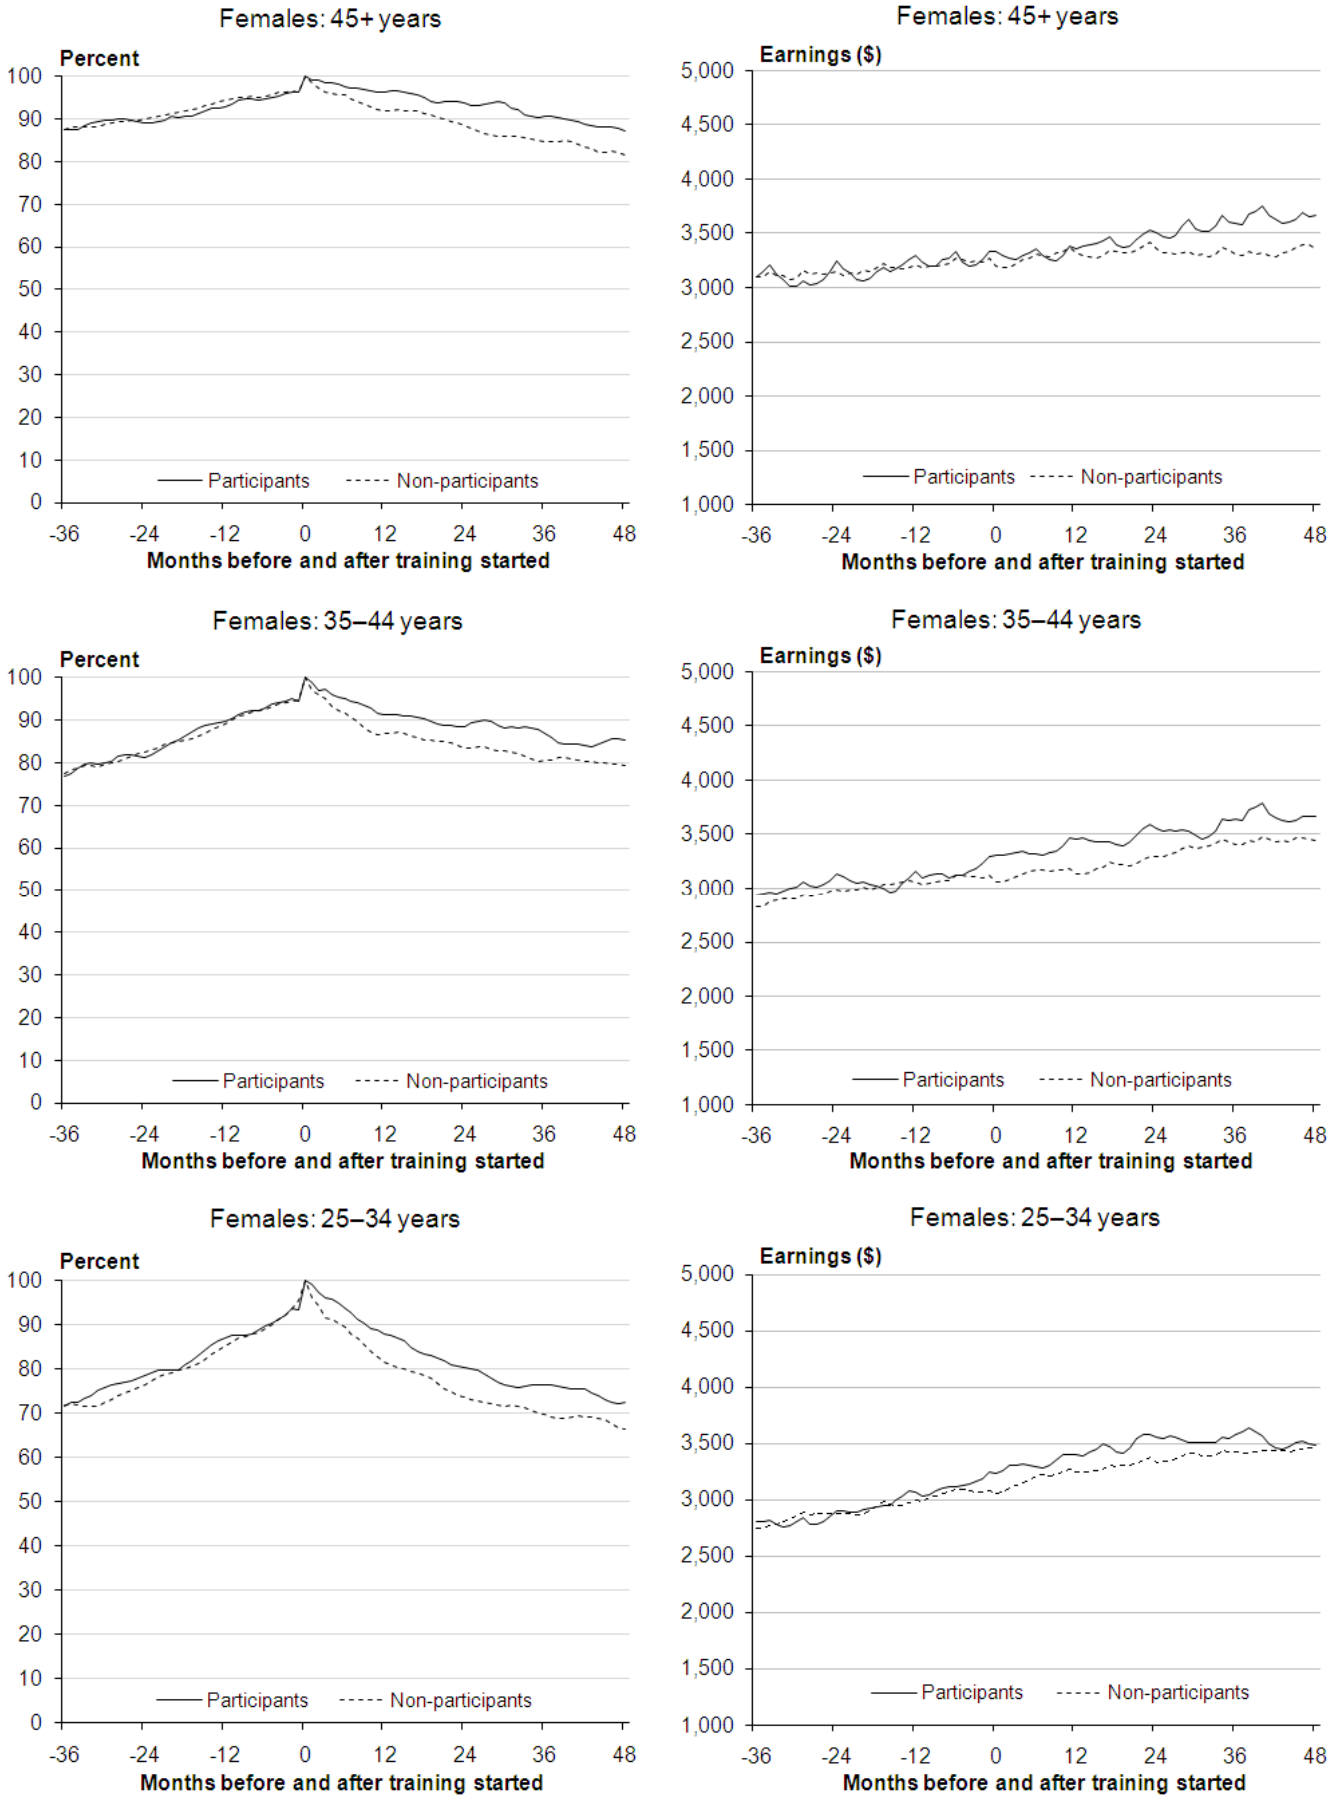 Females: 45+ years
Percent
100
90
80
70
60
50
40
30
20
10
0
Participants Non-participants
-36 -24 -12 0 12 24 36 48
Months before and after training started
Females: 45+ years
Earnings ($)
5,000
4,500
4,000
3,500
3,000
2,500
2,000
1,500
1,000
Participants Non-participants
-36 -24 -12 0 12 24 36 48
Months before and after training started
Females: 35–44 years
Percent
100
90
80
70
60
50
40
30
20
10
0
Participants Non-participants
-36 -24 -12 0 12 24 36 48
Months before and after training started
Females: 35–44 years
Earnings ($)
5,000
4,500
4,000
3,500
3,000
2,500
2,000
1,500
1,000
Participants Non-participants
-36 -24 -12 0 12 24 36 48
Months before and after training started
Females: 25–34 years
Percent
100
90
80
70
60
50
40
30
20
10
0
Participants Non-participants
-36 -24 -12 0 12 24 36 48
Months before and after training started
Females: 25–34 years
Earnings ($)
5,000
4,500
4,000
3,500
3,000
2,500
2,000
1,500
1,000
Participants Non-participants
-36 -24 -12 0 12 24 36 48
Months before and after training started